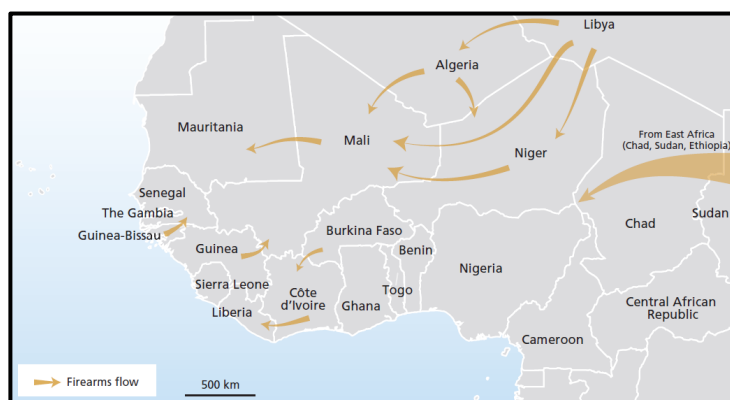 Libya
Algeria
Mauritania
Mali
Niger
From East Africa
(Chad, Sudan, Ethiopia)
Senegal
The Gambia
Guinea-Bissau
Guinea
Burkina Faso
Benin
Chad
Sudan
Sierra Leone
Côte
d’Ivoire
Ghana
Togo
Nigeria
Liberia
Central African
Republic
Cameroon
Firearms flow
500 km